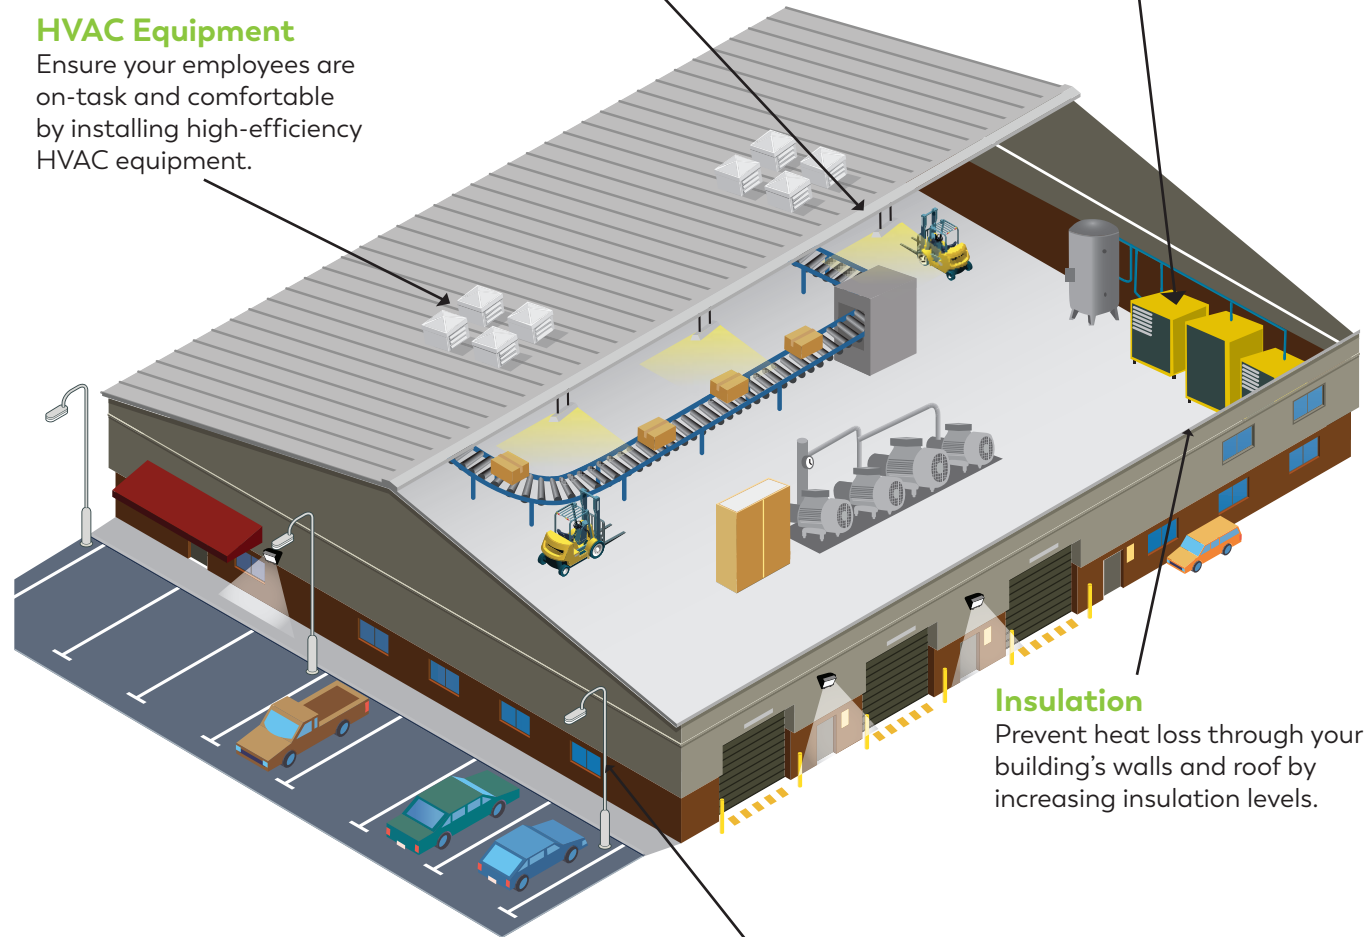 HVAC Equipment
Ensure your employees are
on-task and comfortable
by installing high-efficiency
HVAC equipment.
Insulation
Prevent heat loss through your
building’s walls and roof by
increasing insulation levels.